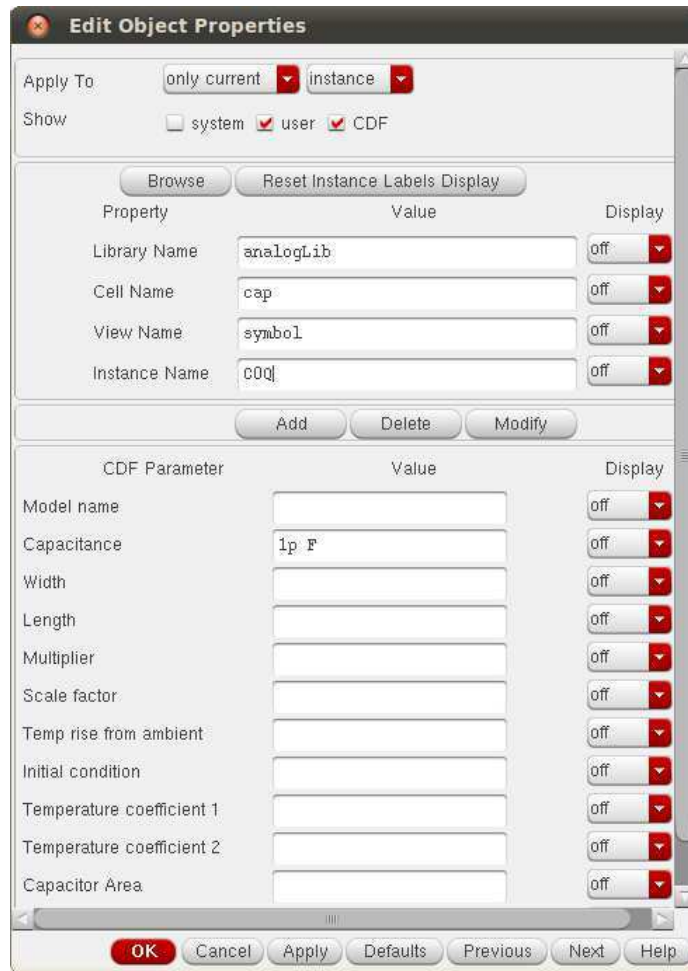 Edit Object Properties
Apply To only current instance
Show system user CDF
Browse Reset Instance Labels Display
Property Value Display
Library Name analogLib off
Cell Name cap off
View Name symbol off
Instance Name C0Q off
Add Delete Modify
CDF Parameter Value Display
Model name off
Capacitance 1p F off
Width off
Length off
Multiplier off
Scale factor off
Temp rise from ambient off
Initial condition off
Temperature coefficient 1 off
Temperature coefficient 2 off
Capacitor Area off
OK Cancel Apply Defaults Previous Next Help